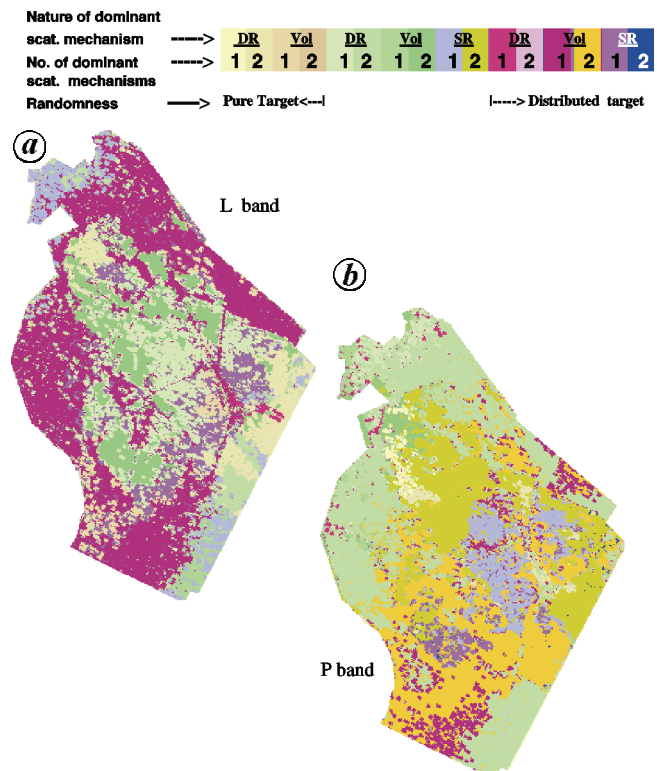 Nature of dominant
scat. mechanism ----> DR Vol DR Vol SR DR Vol SR
No. of dominant ----> 1 2 1 2 1 2 1 2 1 2 1 2 1 2 1 2
scat. mechanisms
Randomness ——> Pure Target<---| |-----> Distributed target
a
L band
b
P band